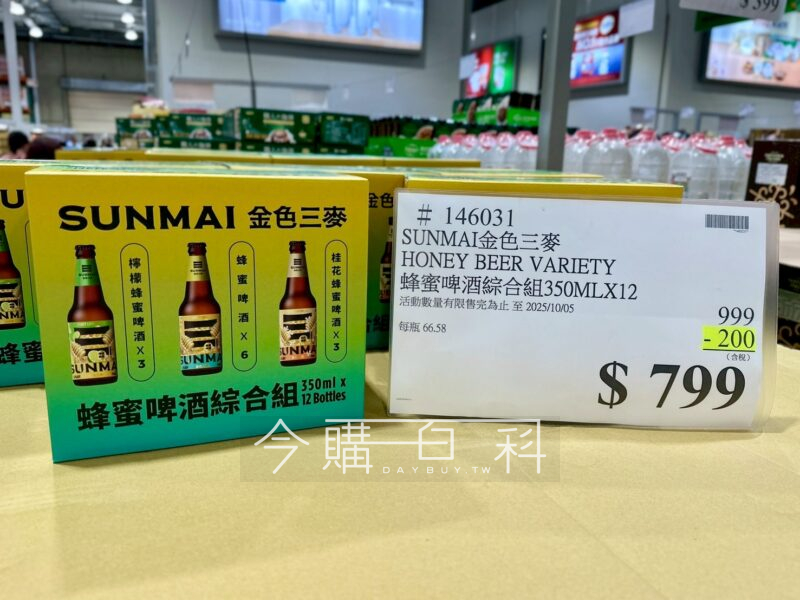 SUNMAI 金色三麥
檸檬蜂蜜啤酒 X 3
蜂蜜啤酒 X 6
桂花蜂蜜啤酒 X 3
SUNMAI
SUNMAI
SUNMAI
蜂蜜啤酒綜合組 350ml x
12 Bottles
# 146031
SUNMAI金色三麥
HONEY BEER VARIETY
蜂蜜啤酒綜合組350MLX12
活動數量有限售完為止 至 2025/10/05
每瓶 66.58
999
- 200
(含稅)
$ 799
今購百科
DAYBUY.TW
$ 399